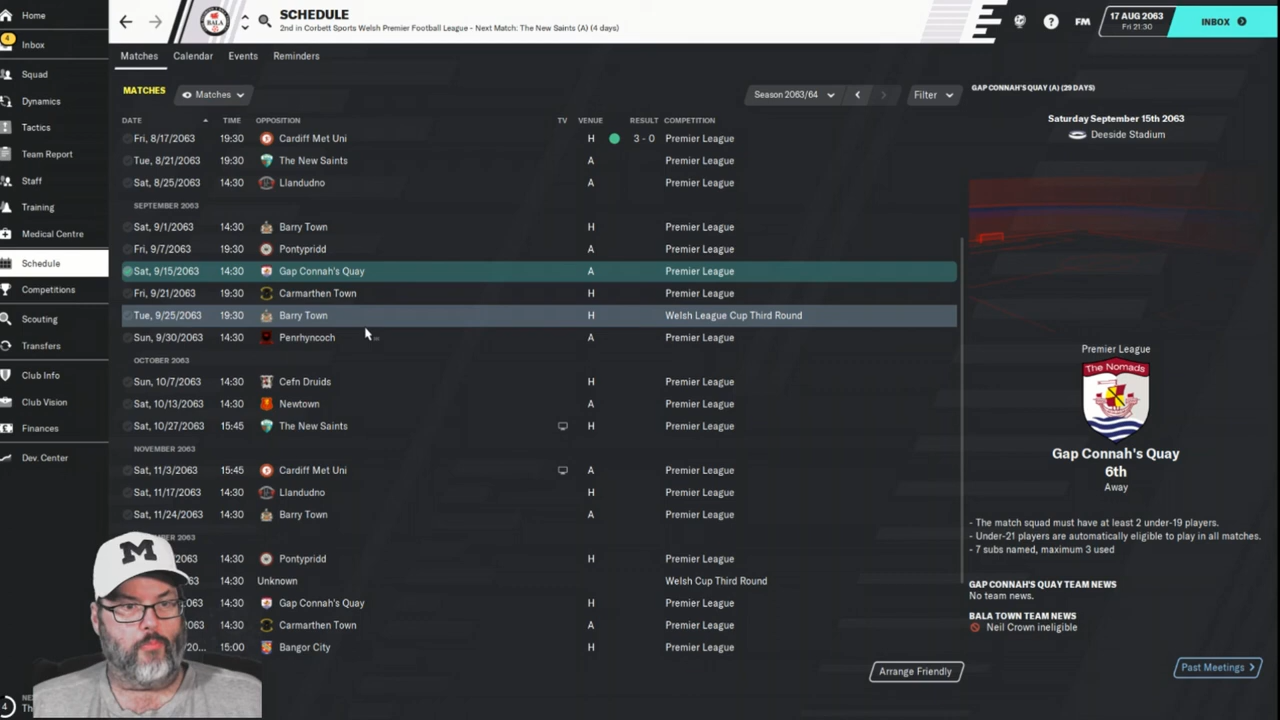 Home
4
Inbox
Squad
Dynamics
Tactics
Team Report
Staff
Training
Medical Centre
Schedule
Competitions
Scouting
Transfers
Club Info
Club Vision
Finances
Dev. Center
4
BALA
SCHEDULE
2nd in Corbett Sports Welsh Premier Football League - Next Match: The New Saints (A) (4 days)
?
FM
17 AUG 2063
Fri 21:30
INBOX
Matches
Calendar
Events
Reminders
MATCHES
Matches
Season 2063/64
Filter
DATE TIME OPPOSITION TV VENUE RESULT COMPETITION
Fri, 8/17/2063 19:30 Cardiff Met Uni H 3 - 0 Premier League
Tue, 8/21/2063 19:30 The New Saints A Premier League
Sat, 8/25/2063 14:30 Llandudno A Premier League
SEPTEMBER 2063
Sat, 9/1/2063 14:30 Barry Town H Premier League
Fri, 9/7/2063 19:30 Pontypridd A Premier League
Sat, 9/15/2063 14:30 Gap Connah's Quay A Premier League
Fri, 9/21/2063 19:30 Carmarthen Town H Premier League
Tue, 9/25/2063 19:30 Barry Town H Welsh League Cup Third Round
Sun, 9/30/2063 14:30 Penrhyncoch A Premier League
OCTOBER 2063
Sun, 10/7/2063 14:30 Cefn Druids H Premier League
Sat, 10/13/2063 14:30 Newtown A Premier League
Sat, 10/27/2063 15:45 The New Saints H Premier League
NOVEMBER 2063
Sat, 11/3/2063 15:45 Cardiff Met Uni A Premier League
Sat, 11/17/2063 14:30 Llandudno H Premier League
Sat, 11/24/2063 14:30 Barry Town A Premier League
2063
14:30 Pontypridd H Premier League
14:30 Unknown Welsh Cup Third Round
14:30 Gap Connah's Quay H Premier League
14:30 Carmarthen Town A Premier League
15:00 Bangor City H Premier League
Arrange Friendly
GAP CONNAH'S QUAY (A) (29 DAYS)
Saturday September 15th 2063
Deeside Stadium
Premier League
The Nomads
Gap Connah's Quay
6th
Away
- The match squad must have at least 2 under-19 players.
- Under-21 players are automatically eligible to play in all matches.
- 7 subs named, maximum 3 used
GAP CONNAH'S QUAY TEAM NEWS
No team news.
BALA TOWN TEAM NEWS
Neil Crown ineligible
Past Meetings
M